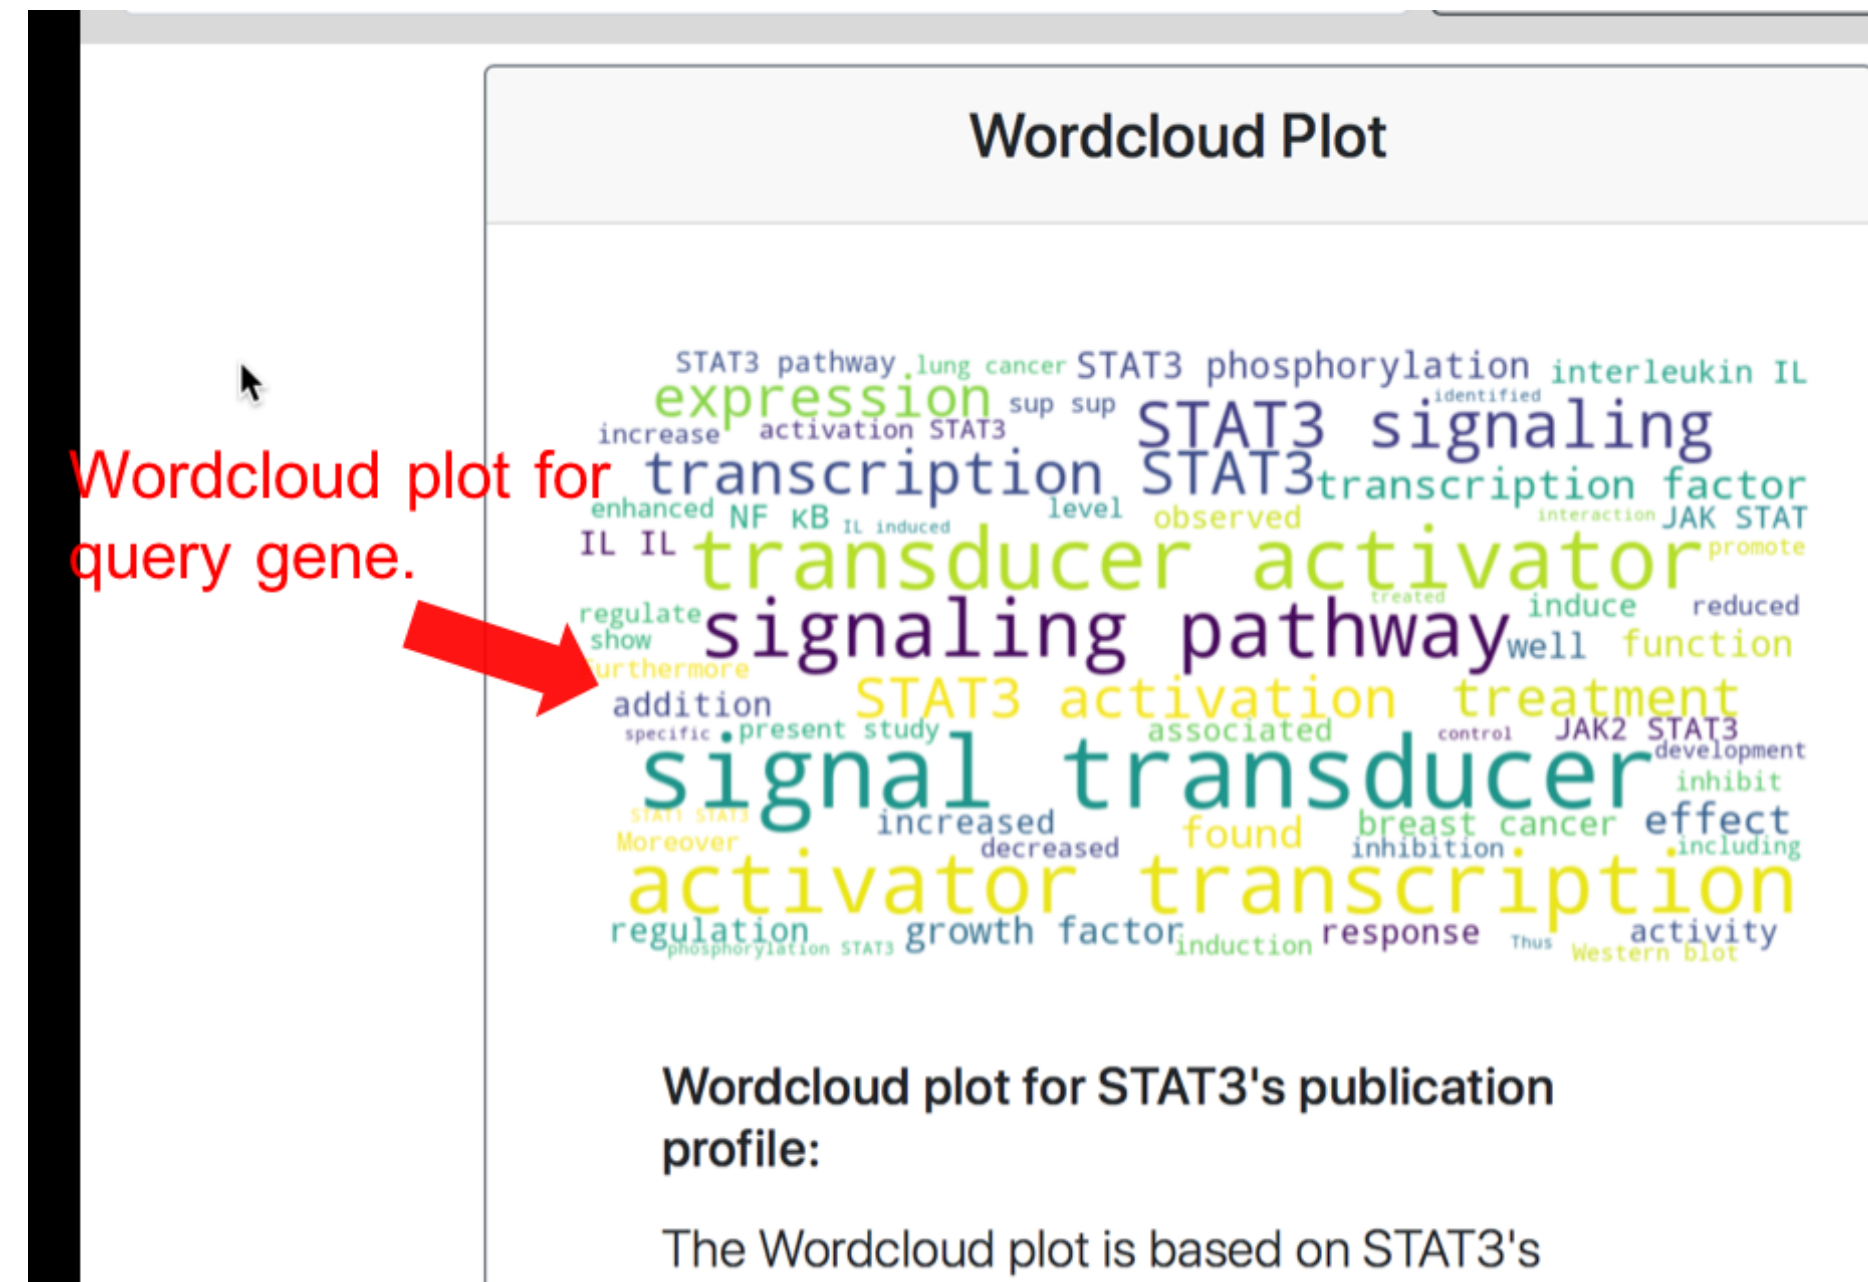 Wordcloud Plot
STAT3 pathway lung cancer STAT3 phosphorylation interleukin IL
expression sup sup identified
increase activation STAT3 STAT3 signaling
transcription STAT3 transcription factor
enhanced NF κB IL induced level observed interaction JAK STAT
IL IL transducer activator promote
regulate treated induce reduced
show signaling pathway well function
furthermore
addition STAT3 activation treatment
specific present study associated control JAK2 STAT3
signal transducer development
inhibit
STAT1 STAT3 increased found breast cancer effect
Moreover decreased inhibition including
activator transcription
regulation growth factor response activity
phosphorylation STAT3 induction Thus Western blot
Wordcloud plot for
query gene.
Wordcloud plot for STAT3's publication
profile:
The Wordcloud plot is based on STAT3's